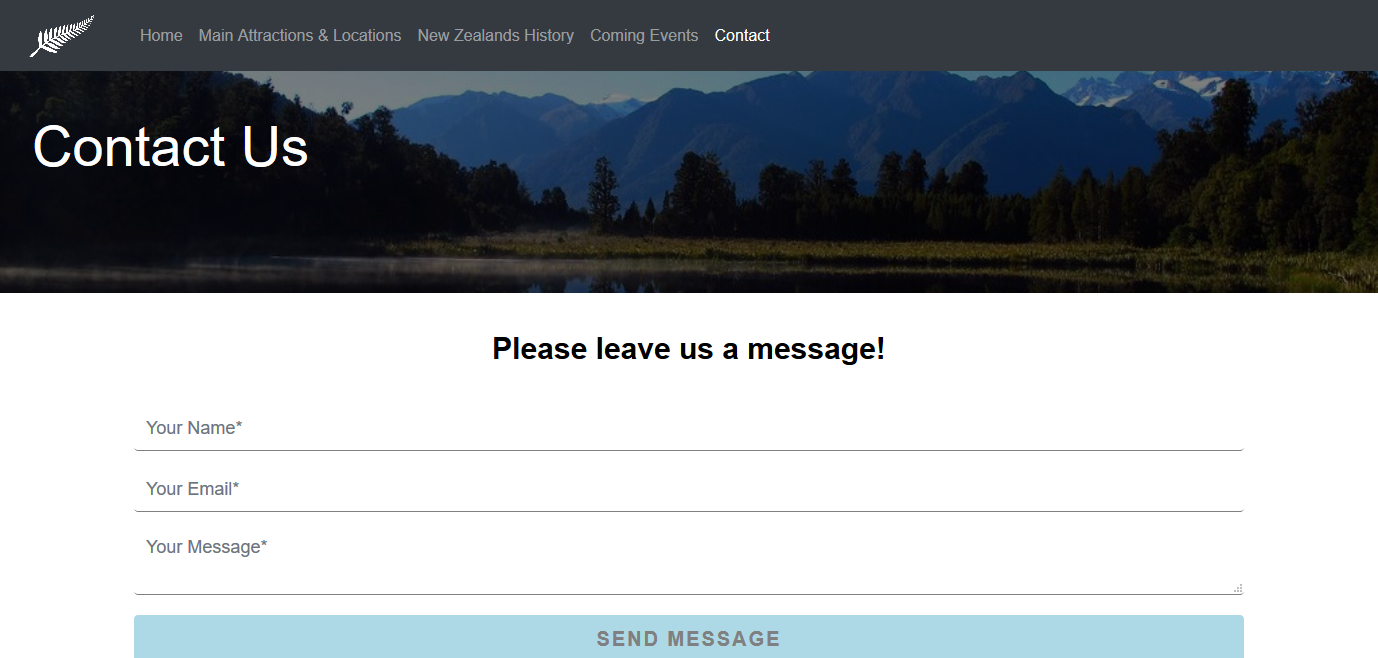 Home Main Attractions & Locations New Zealands History Coming Events Contact
Contact Us
Please leave us a message!
Your Name*
Your Email*
Your Message*
SEND MESSAGE